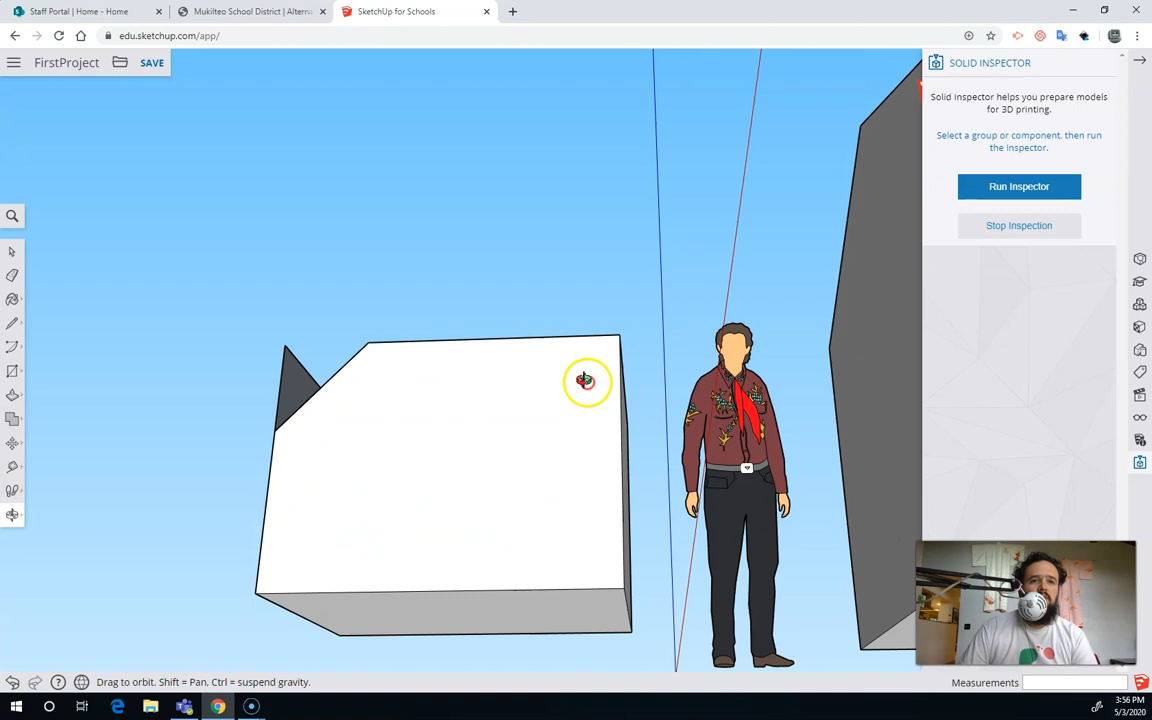 Staff Portal | Home - Home
Mukilteo School District | Alterna
SketchUp for Schools
edu.sketchup.com/app/
FirstProject
SAVE
SOLID INSPECTOR
Solid Inspector helps you prepare models
for 3D printing.
Select a group or component, then run
the Inspector.
Run Inspector
Stop Inspection
Drag to orbit. Shift = Pan, Ctrl = suspend gravity.
Measurements
3:56 PM
5/3/2020